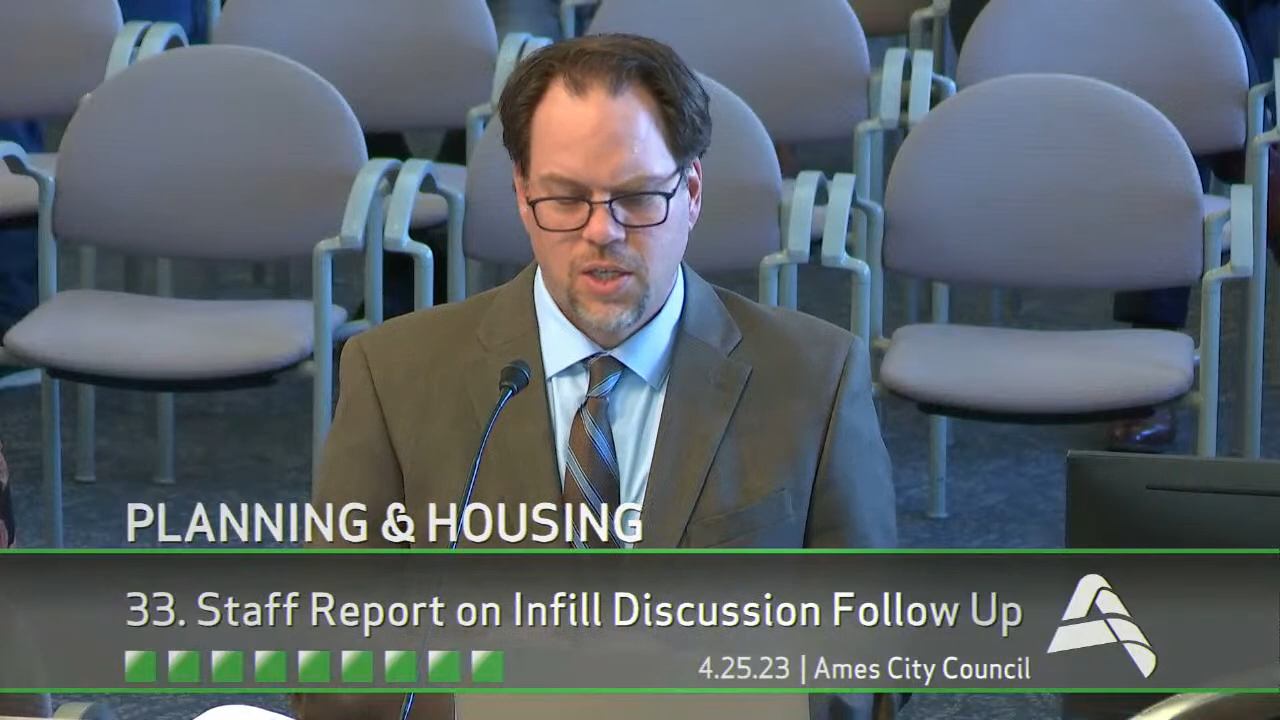 PLANNING & HOUSING
33. Staff Report on Infill Discussion Follow Up
4.25.23 | Ames City Council